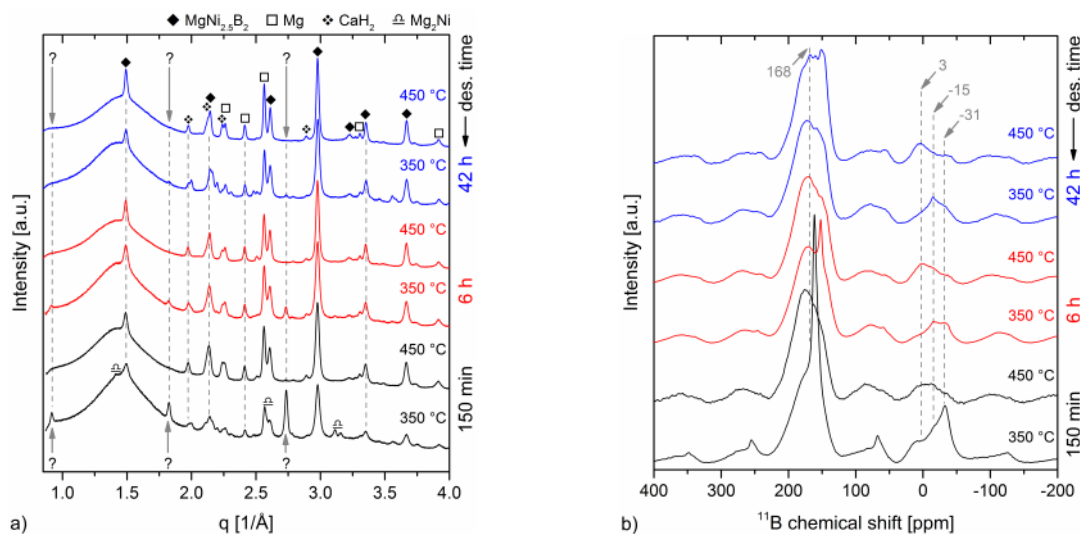 ◆ MgNi2.5B2 □ Mg ❖ CaH2 ♎ Mg2Ni
? ? ?
450 °C
350 °C
450 °C
350 °C
450 °C
350 °C
? ? ?
des. time
42 h
6 h
150 min
Intensity [a.u.]
1.0 1.5 2.0 2.5 3.0 3.5 4.0
q [1/Å]
a)
168
3
-15
-31
450 °C
350 °C
450 °C
350 °C
450 °C
350 °C
des. time
42 h
6 h
150 min
Intensity [a.u.]
400 300 200 100 0 -100 -200
11B chemical shift [ppm]
b)